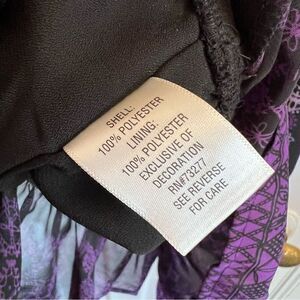 SHELL:
100% POLYESTER
LINING:
100% POLYESTER
EXCLUSIVE OF
DECORATION
RN#73277
SEE REVERSE
FOR CARE